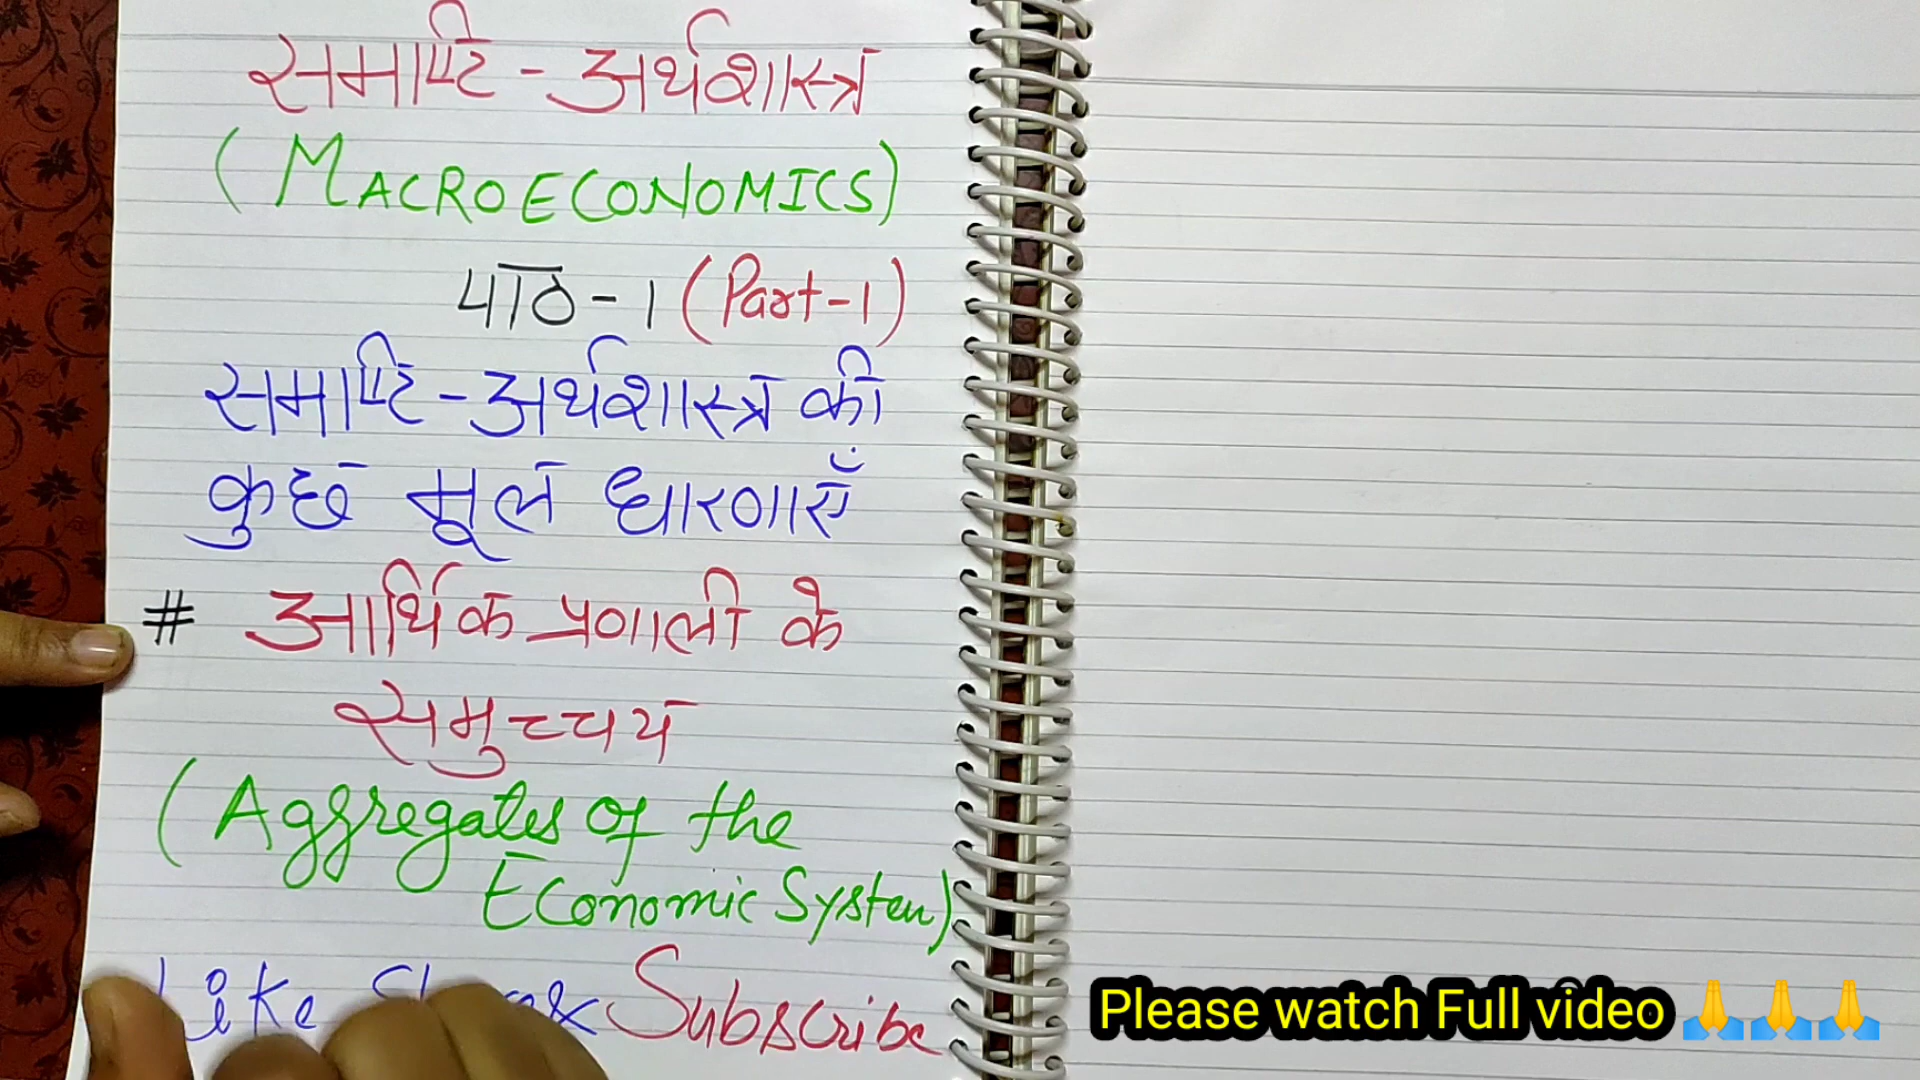 समष्टि - अर्थशास्त्र
(MACROECONOMICS)
पाठ - 1 (Part-1)
समष्टि - अर्थशास्त्र की
कुछ मूल धारणाएँ
# आर्थिक प्रणाली के
समुच्चय
(Aggregates of the
Economic System)
Like Subscribe
Please watch Full video 🙏🙏🙏